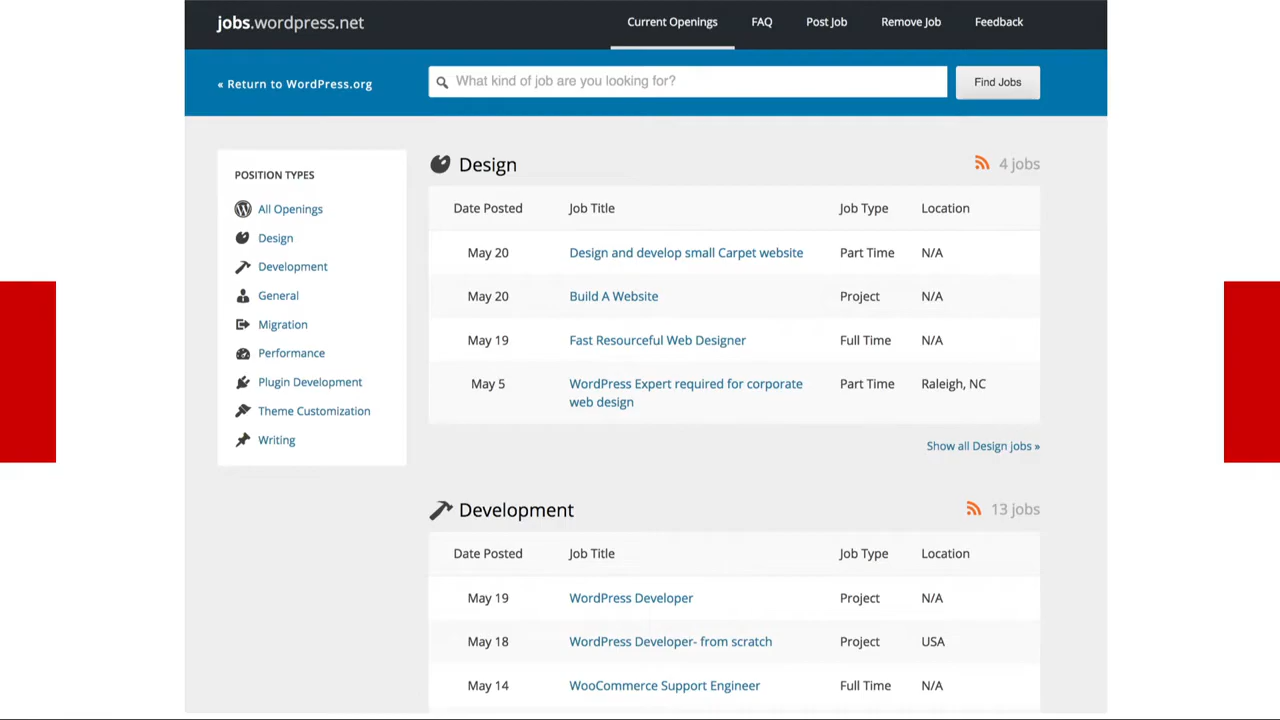 jobs.wordpress.net
Current Openings FAQ Post Job Remove Job Feedback
« Return to WordPress.org
What kind of job are you looking for?
Find Jobs
POSITION TYPES
All Openings
Design
Development
General
Migration
Performance
Plugin Development
Theme Customization
Writing
Design
4 jobs
Date Posted Job Title Job Type Location
May 20 Design and develop small Carpet website Part Time N/A
May 20 Build A Website Project N/A
May 19 Fast Resourceful Web Designer Full Time N/A
May 5 WordPress Expert required for corporate Part Time Raleigh, NC
web design
Show all Design jobs »
Development
13 jobs
Date Posted Job Title Job Type Location
May 19 WordPress Developer Project N/A
May 18 WordPress Developer- from scratch Project USA
May 14 WooCommerce Support Engineer Full Time N/A